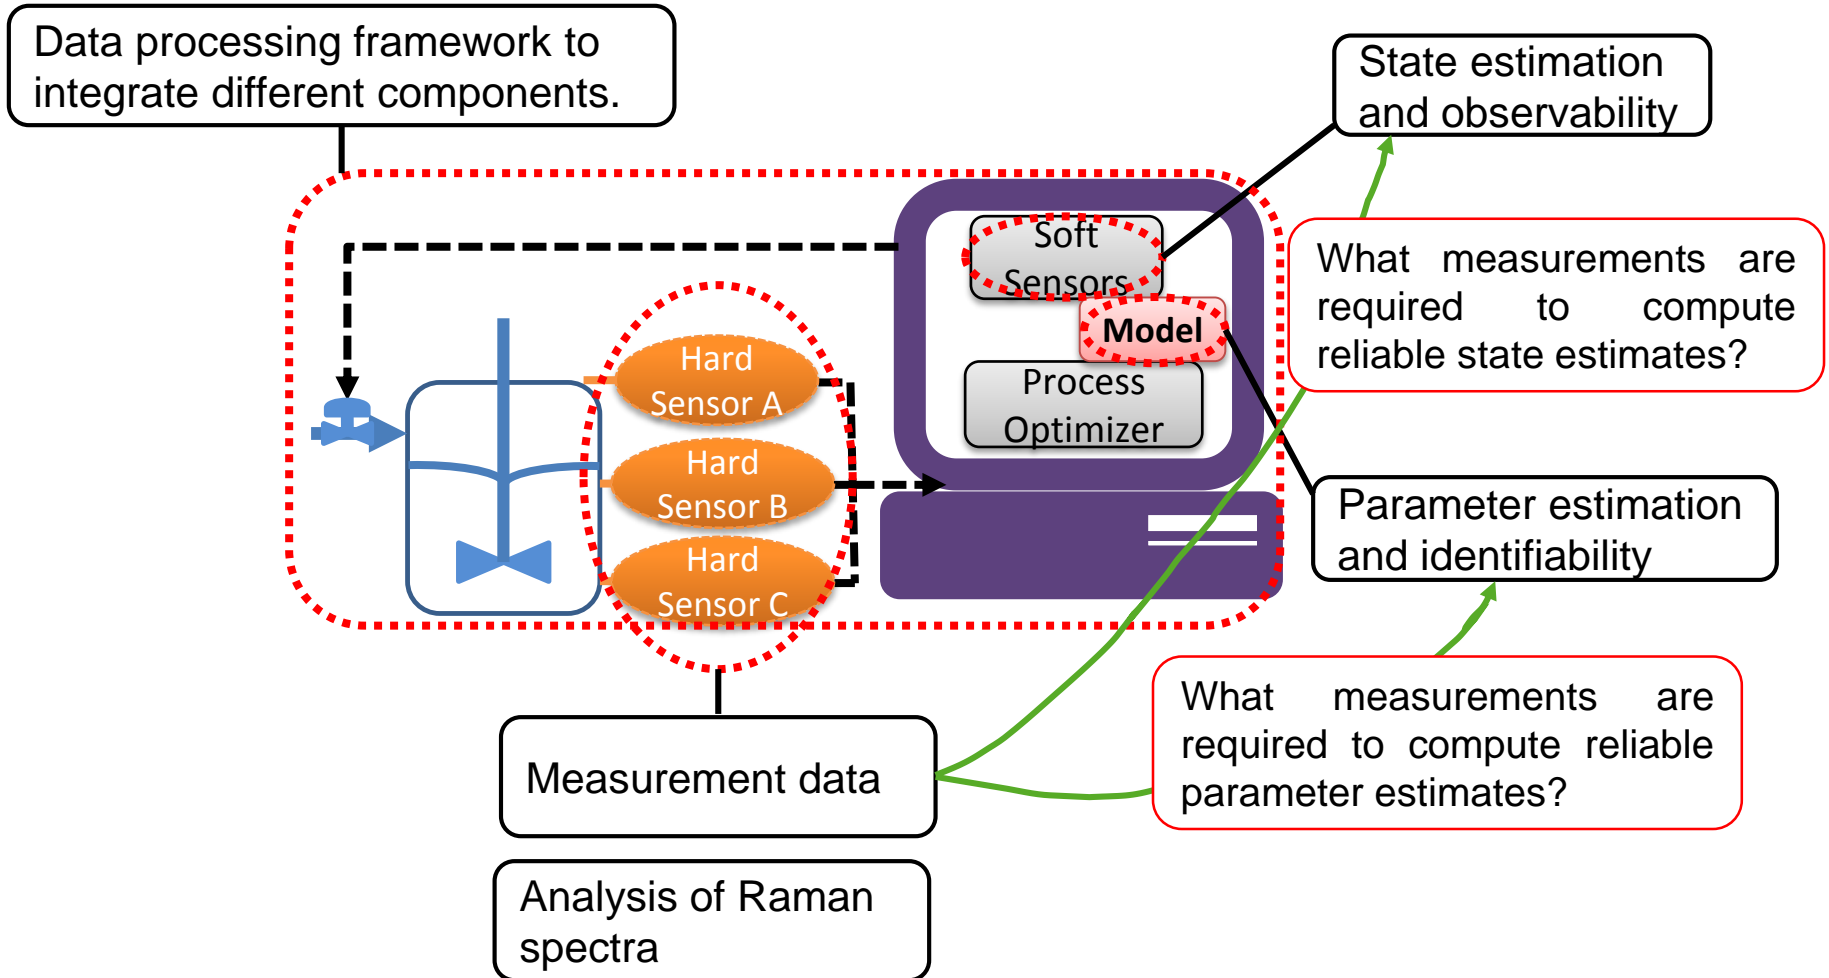 Data processing framework to
integrate different components.
State estimation
and observability
Soft
Sensors
Model
Process
Optimizer
What measurements are
required to compute
reliable state estimates?
Hard
Sensor A
Hard
Sensor B
Hard
Sensor C
Parameter estimation
and identifiability
What measurements are
required to compute reliable
parameter estimates?
Measurement data
Analysis of Raman
spectra